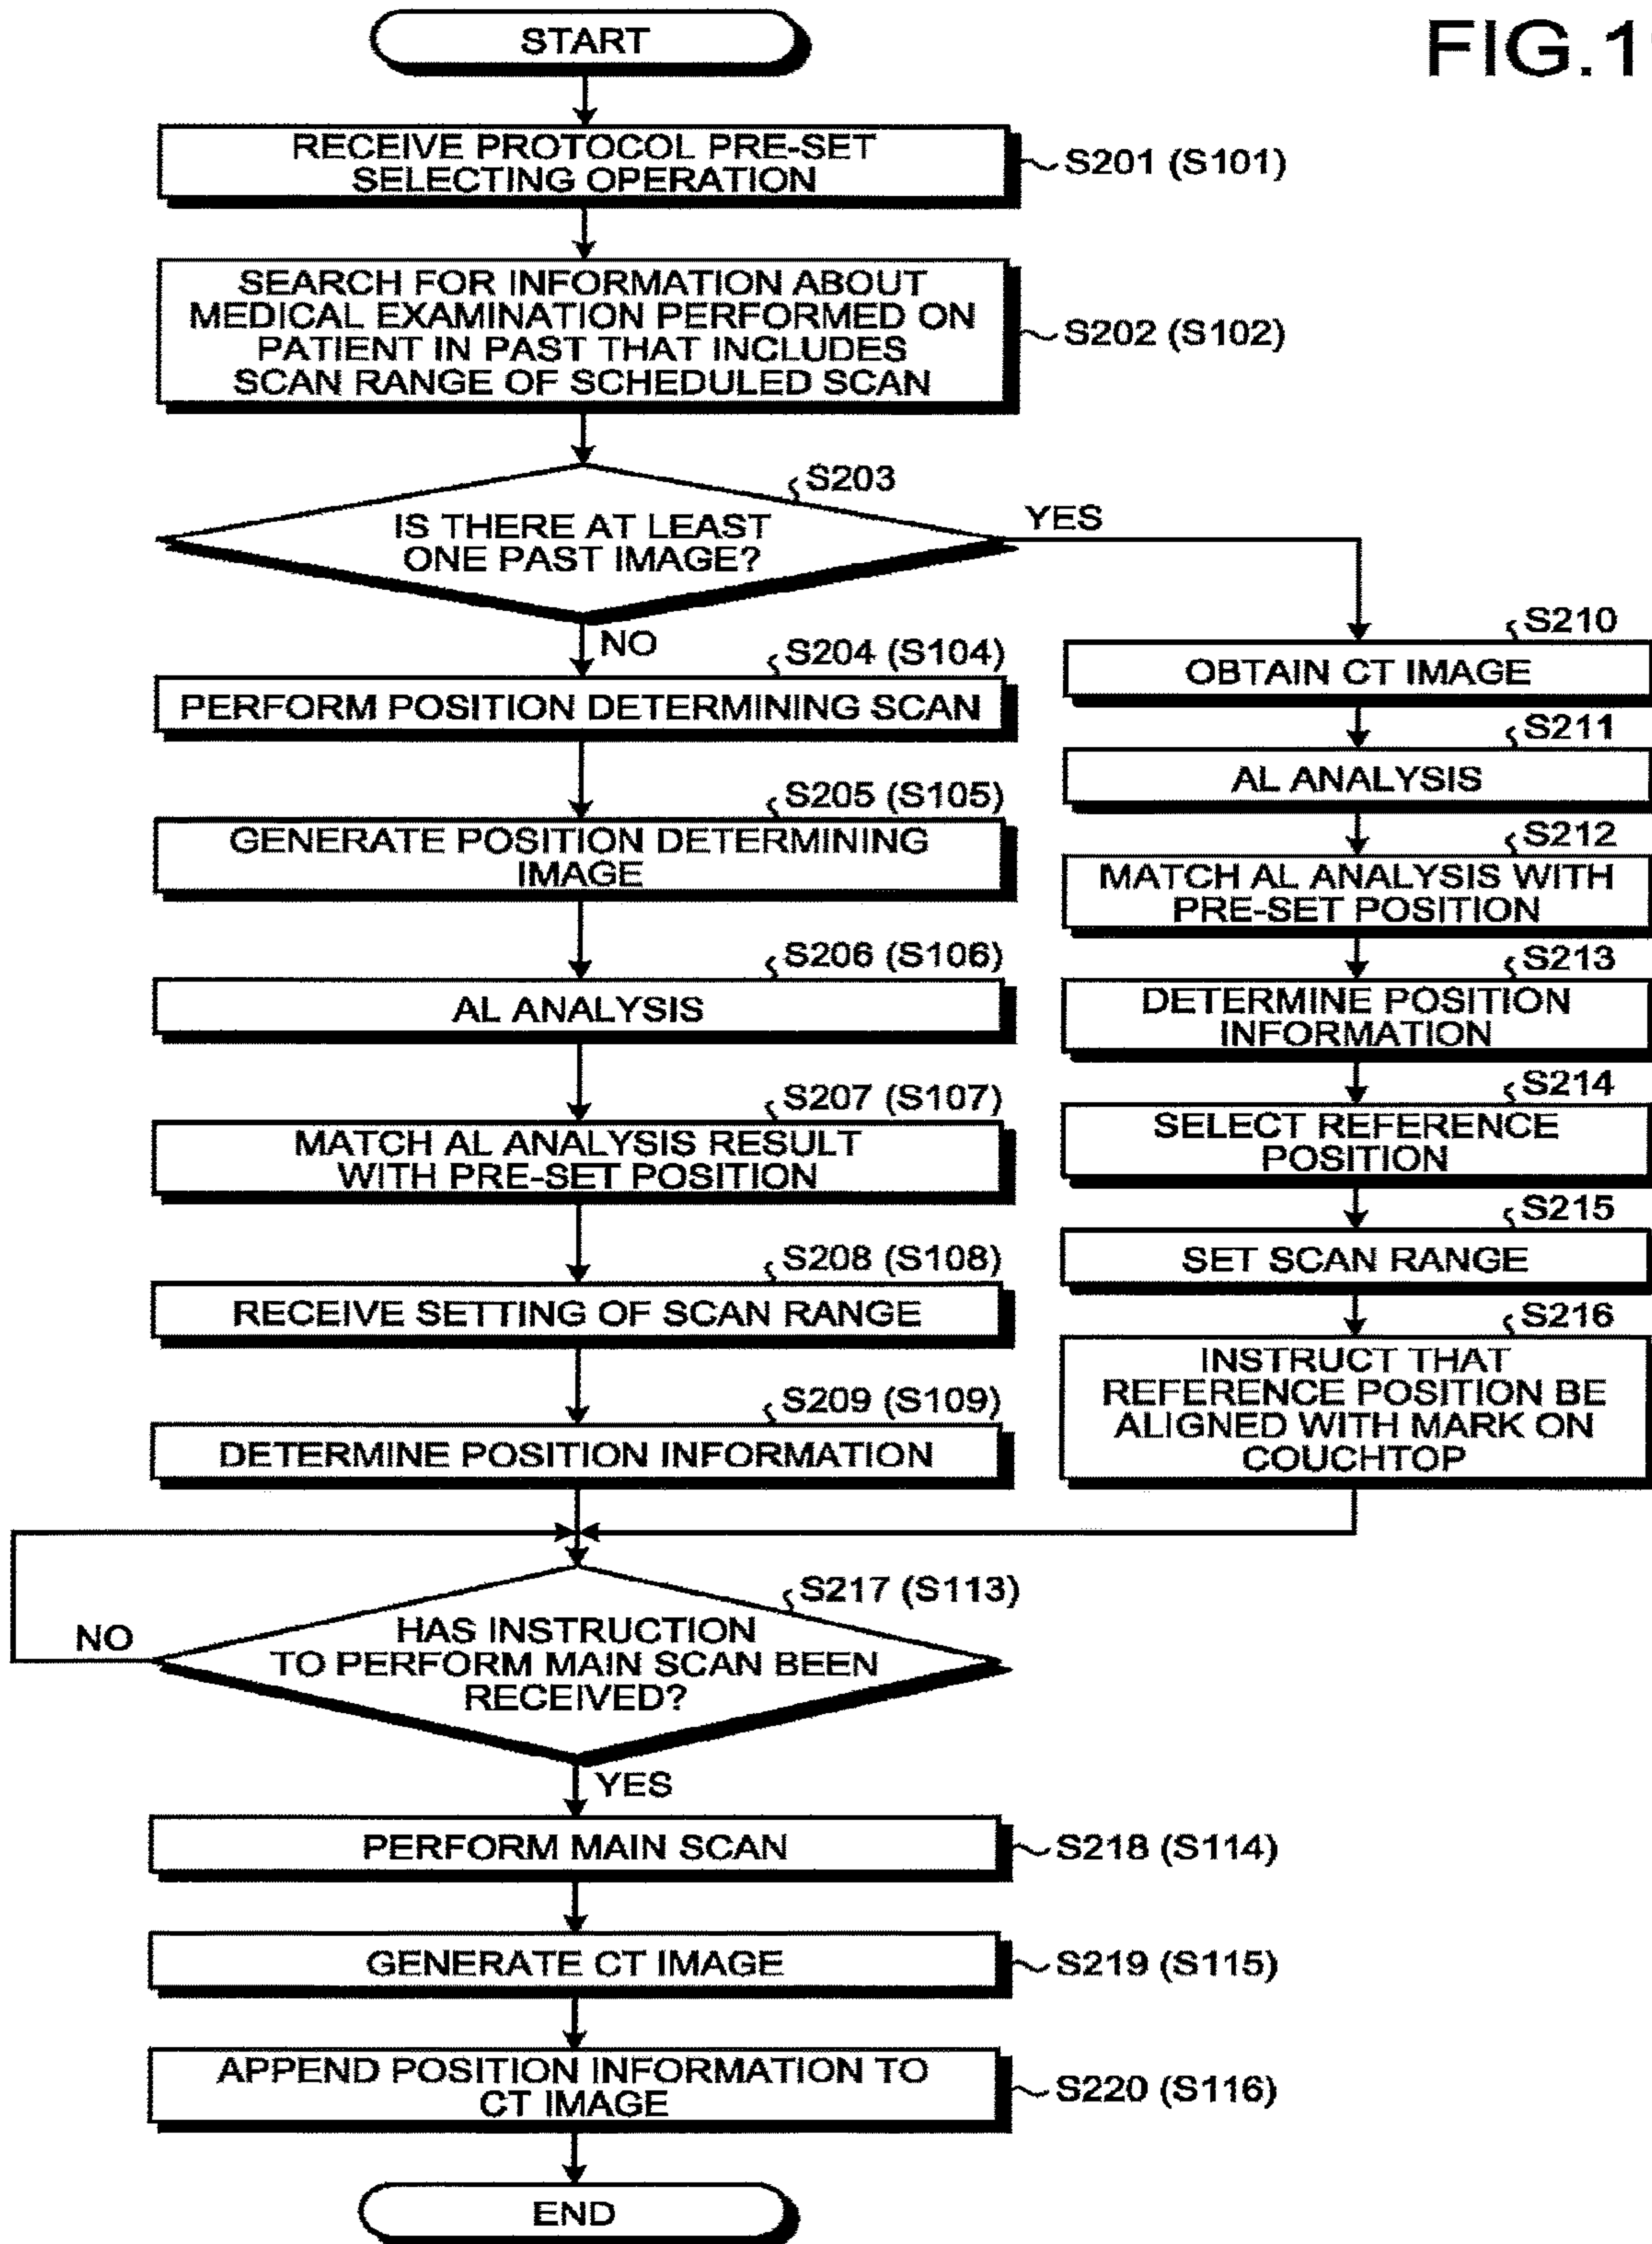 FIG.1
START
RECEIVE PROTOCOL PRE-SET
SELECTING OPERATION
S201 (S101)
SEARCH FOR INFORMATION ABOUT
MEDICAL EXAMINATION PERFORMED ON
PATIENT IN PAST THAT INCLUDES
SCAN RANGE OF SCHEDULED SCAN
S202 (S102)
S203
IS THERE AT LEAST
ONE PAST IMAGE?
YES
NO
S204 (S104)
PERFORM POSITION DETERMINING SCAN
S205 (S105)
GENERATE POSITION DETERMINING
IMAGE
S206 (S106)
AL ANALYSIS
S207 (S107)
MATCH AL ANALYSIS RESULT
WITH PRE-SET POSITION
S208 (S108)
RECEIVE SETTING OF SCAN RANGE
S209 (S109)
DETERMINE POSITION INFORMATION
S210
OBTAIN CT IMAGE
S211
AL ANALYSIS
S212
MATCH AL ANALYSIS WITH
PRE-SET POSITION
S213
DETERMINE POSITION
INFORMATION
S214
SELECT REFERENCE
POSITION
S215
SET SCAN RANGE
S216
INSTRUCT THAT
REFERENCE POSITION BE
ALIGNED WITH MARK ON
COUCHTOP
S217 (S113)
HAS INSTRUCTION
TO PERFORM MAIN SCAN BEEN
RECEIVED?
NO
YES
PERFORM MAIN SCAN
S218 (S114)
GENERATE CT IMAGE
S219 (S115)
APPEND POSITION INFORMATION TO
CT IMAGE
S220 (S116)
END